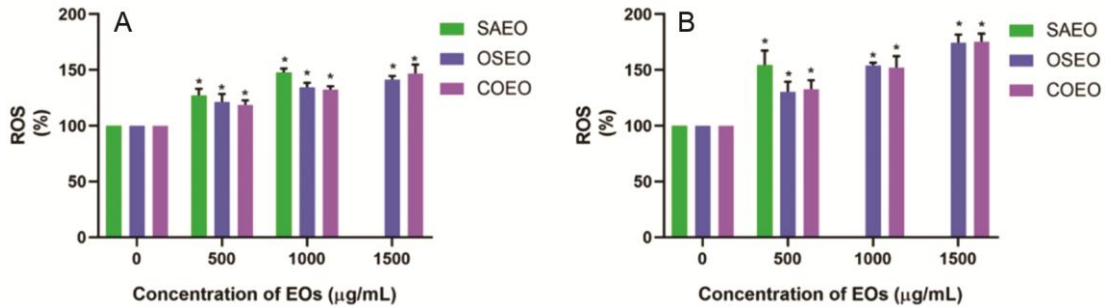 A
200
150
100
50
0
ROS
(%)
* * * * * * * *
0 500 1000 1500
Concentration of EOs (µg/mL)
SAEO
OSEO
COEO
B
200
150
100
50
0
ROS
(%)
* * * * * * *
0 500 1000 1500
Concentration of EOs (µg/mL)
SAEO
OSEO
COEO